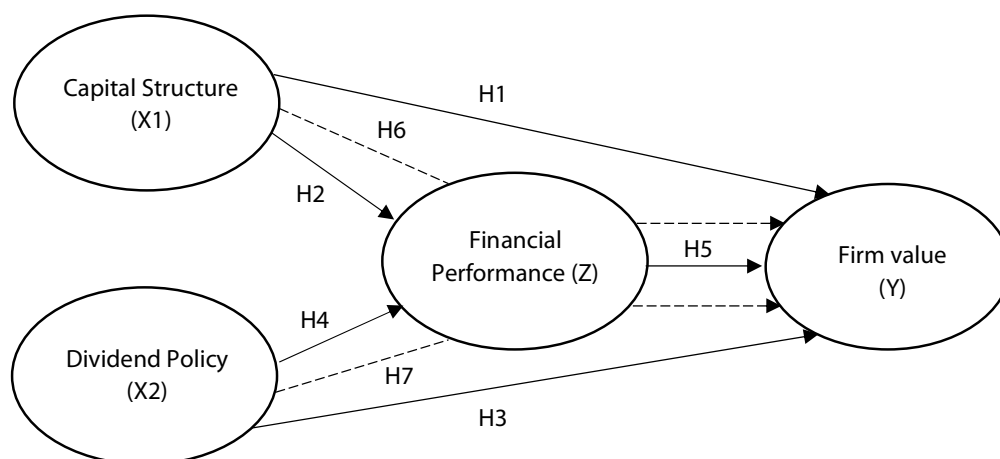 Capital Structure
(X1)
H1
H6
H2
Financial
Performance (Z)
H5
Firm value
(Y)
H4
Dividend Policy
(X2)
H7
H3